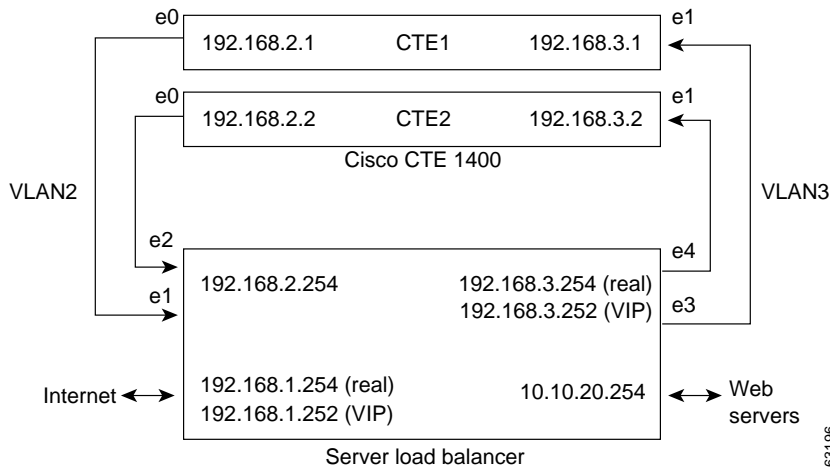 e0
e1
192.168.2.1 CTE1 192.168.3.1
e0
e1
192.168.2.2 CTE2 192.168.3.2
Cisco CTE 1400
VLAN2
VLAN3
e2
e4
192.168.2.254
192.168.3.254 (real)
e1
192.168.3.252 (VIP)
e3
Internet
192.168.1.254 (real)
192.168.1.252 (VIP)
10.10.20.254
Web
servers
Server load balancer
63196